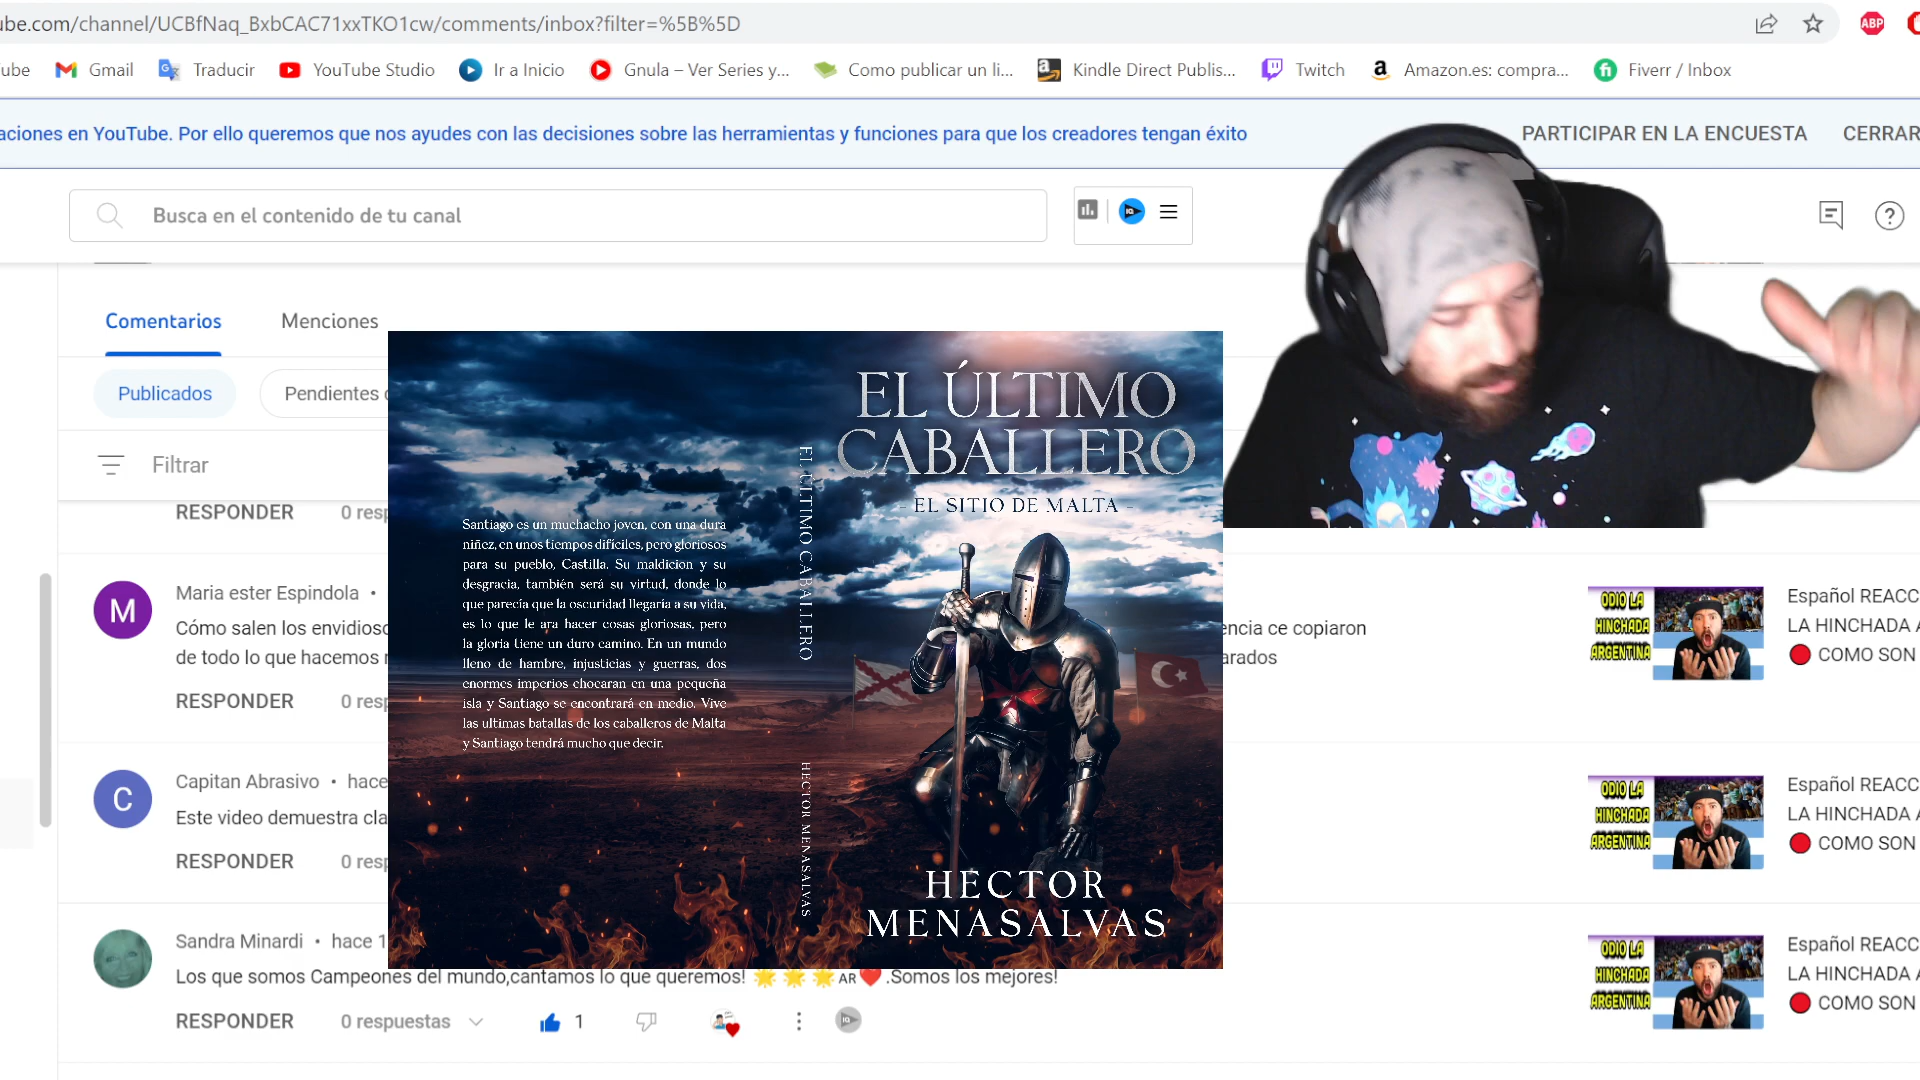 ube.com/channel/UCBfNaq_BxbCAC71xxTKO1cw/comments/inbox?filter=%5B%5D
ABP
ube Gmail Traducir YouTube Studio Ir a Inicio Gnula – Ver Series y... Como publicar un li... Kindle Direct Publis... Twitch Amazon.es: compra... Fiverr / Inbox
aciones en YouTube. Por ello queremos que nos ayudes con las decisiones sobre las herramientas y funciones para que los creadores tengan éxito
PARTICIPAR EN LA ENCUESTA CERRAR
Busca en el contenido de tu canal
Comentarios Menciones
Publicados Pendientes
Filtrar
RESPONDER 0 resp
Maria ester Espindola •
Cómo salen los envidioso
encia ce copiaron
de todo lo que hacemos
arados
RESPONDER 0 resp
Capitan Abrasivo • hace
Este video demuestra cla
RESPONDER 0 resp
Sandra Minardi • hace 1
Los que somos Campeones del mundo,cantamos lo que queremos! 🌟 🌟 🌟 AR❤️ .Somos los mejores!
RESPONDER 0 respuestas 1
Santiago es un muchacho joven, con una dura
niñez, en unos tiempos difíciles, pero gloriosos
para su pueblo, Castilla. Su maldicion y su
desgracia, también será su virtud, donde lo
que parecía que la oscuridad llegaría a su vida,
es lo que le ara hacer cosas gloriosas, pero
la gloria tiene un duro camino. En un mundo
lleno de hambre, injusticias y guerras, dos
enormes imperios chocaran en una pequeña
isla y Santiago se encontrará en medio. Vive
las ultimas batallas de los caballeros de Malta
y Santiago tendrá mucho que decir.
EL ÚLTIMO CABALLERO
HECTOR MENASALVAS
EL ÚLTIMO
CABALLERO
- EL SITIO DE MALTA -
HECTOR
MENASALVAS
ODIO LA
HINCHADA
ARGENTINA
Español REACC
LA HINCHADA A
🔴 COMO SON
ODIO LA
HINCHADA
ARGENTINA
Español REACC
LA HINCHADA A
🔴 COMO SON
ODIO LA
HINCHADA
ARGENTINA
Español REACC
LA HINCHADA A
🔴 COMO SON